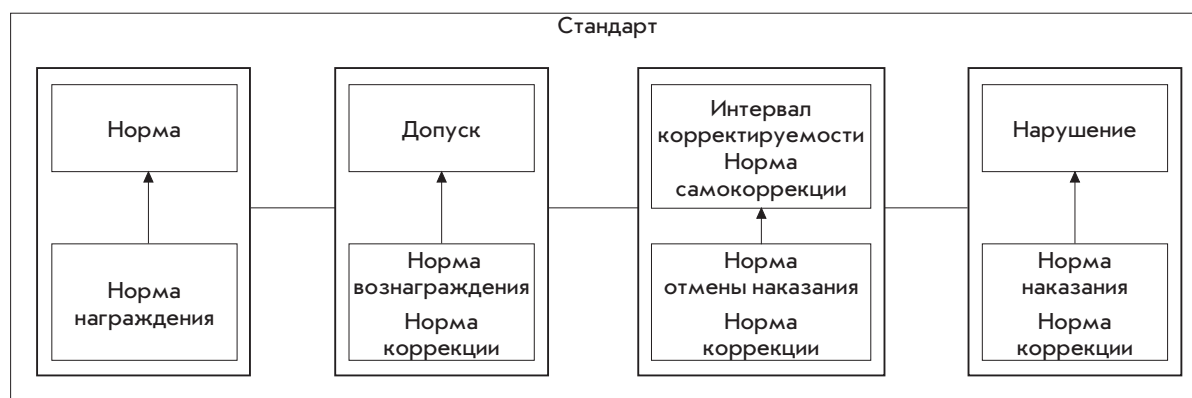 Стандарт
Норма
Норма
награждения
Допуск
Норма
вознаграждения
Норма
коррекции
Интервал
корректируемости
Норма
самокоррекции
Норма
отмены наказания
Норма
коррекции
Нарушение
Норма
наказания
Норма
коррекции